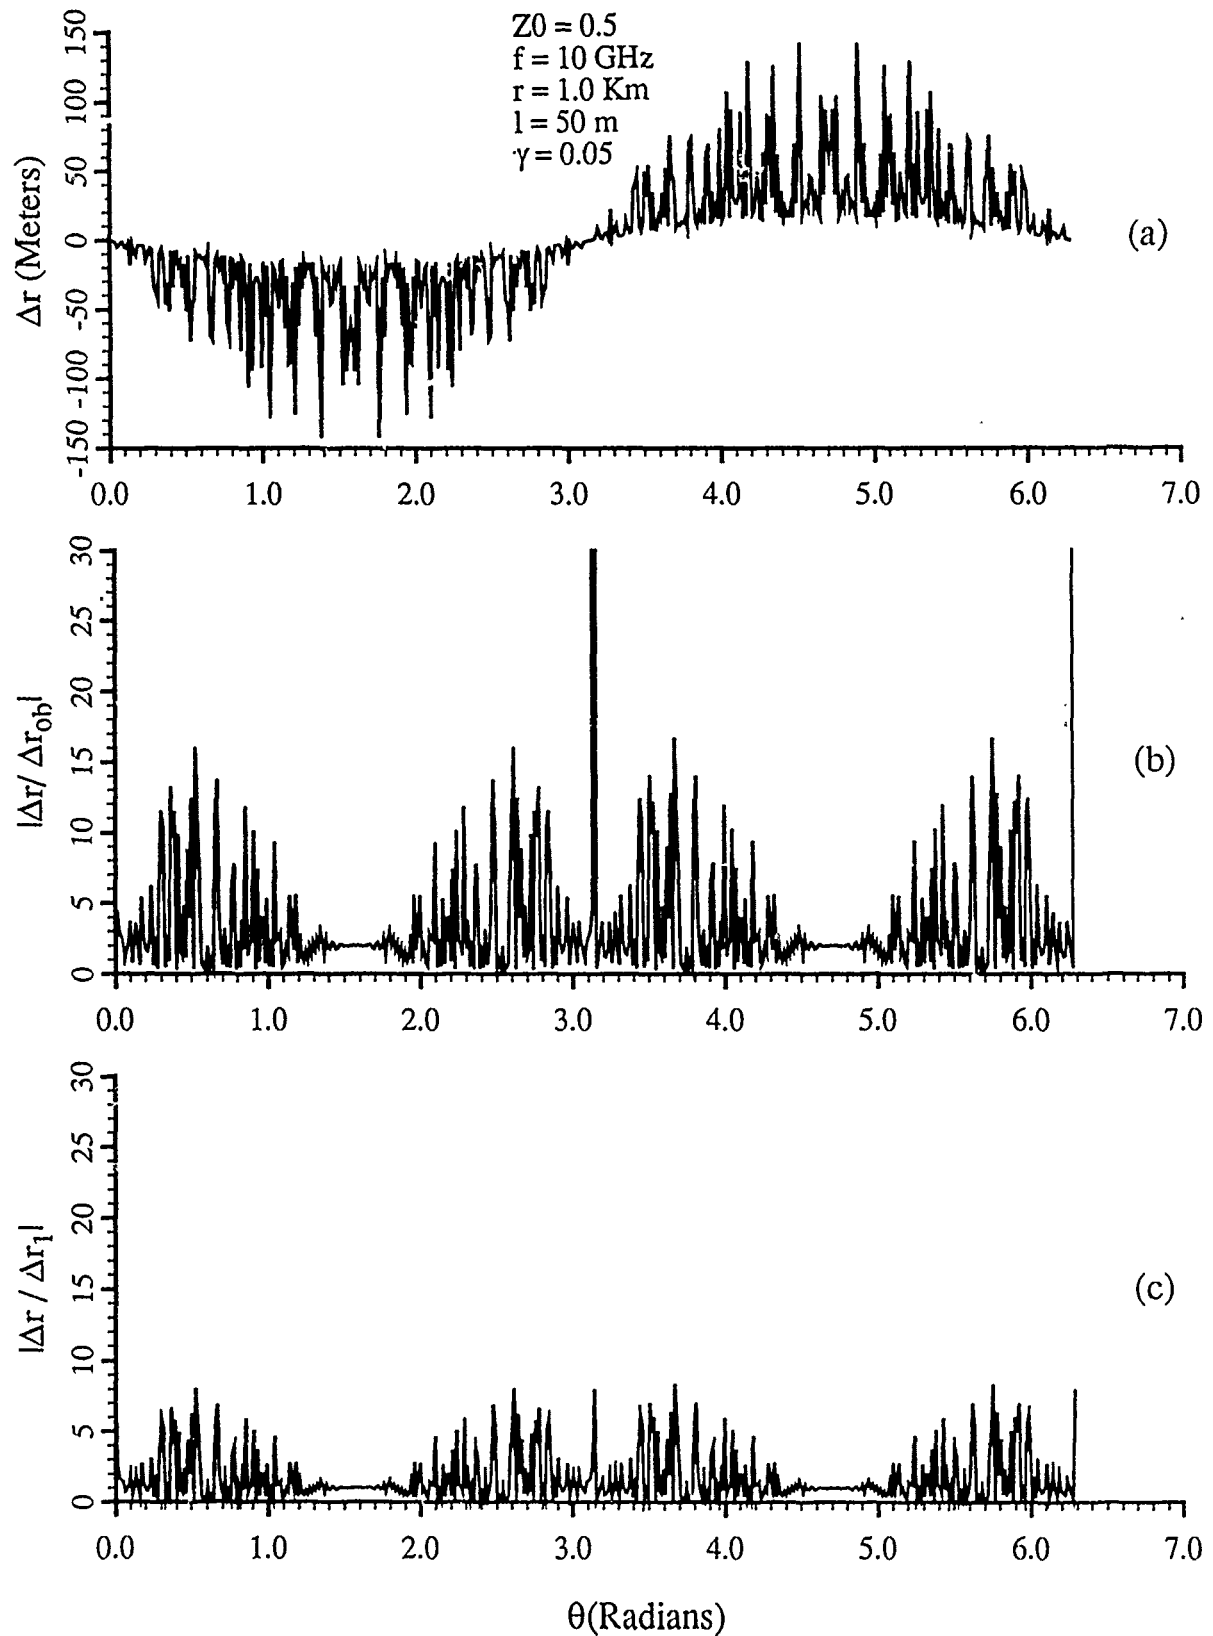 Z0 = 0.5
f = 10 GHz
r = 1.0 Km
l = 50 m
γ = 0.05
Δr (Meters)
150
100
50
0
-50
-100
-150
(a)
0.0 1.0 2.0 3.0 4.0 5.0 6.0 7.0
|Δr/ Δr_ob|
30
25
20
15
10
5
0
(b)
0.0 1.0 2.0 3.0 4.0 5.0 6.0 7.0
|Δr / Δr_l|
30
25
20
15
10
5
0
(c)
0.0 1.0 2.0 3.0 4.0 5.0 6.0 7.0
θ(Radians)